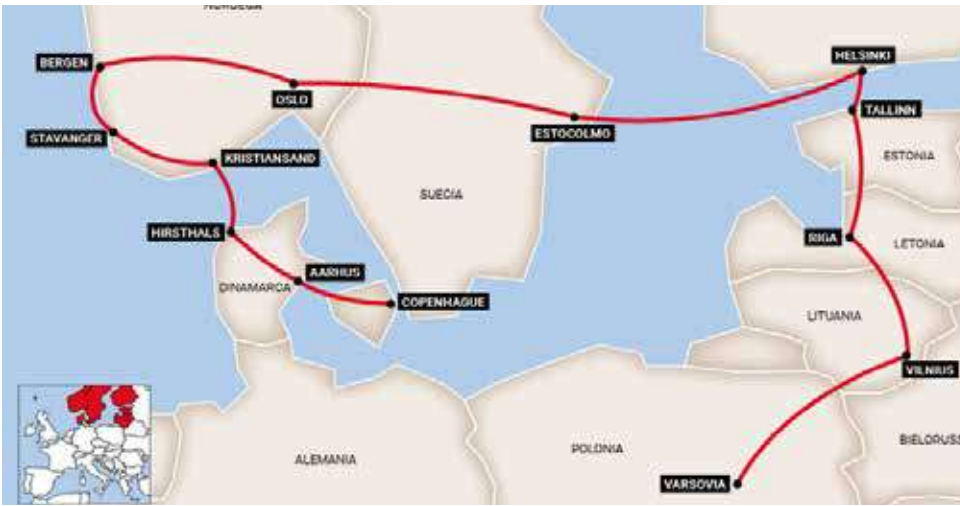 NORUEGA
BERGEN
HELSINKI
OSLO
TALLINN
STAVANGER
ESTOCOLMO
KRISTIANSAND
ESTONIA
SUECIA
HIRSTHALS
RIGA
LETONIA
AARHUS
DINAMARCA
COPENHAGUE
LITUANIA
VILNIUS
POLONIA
ALEMANIA
VARSOVIA